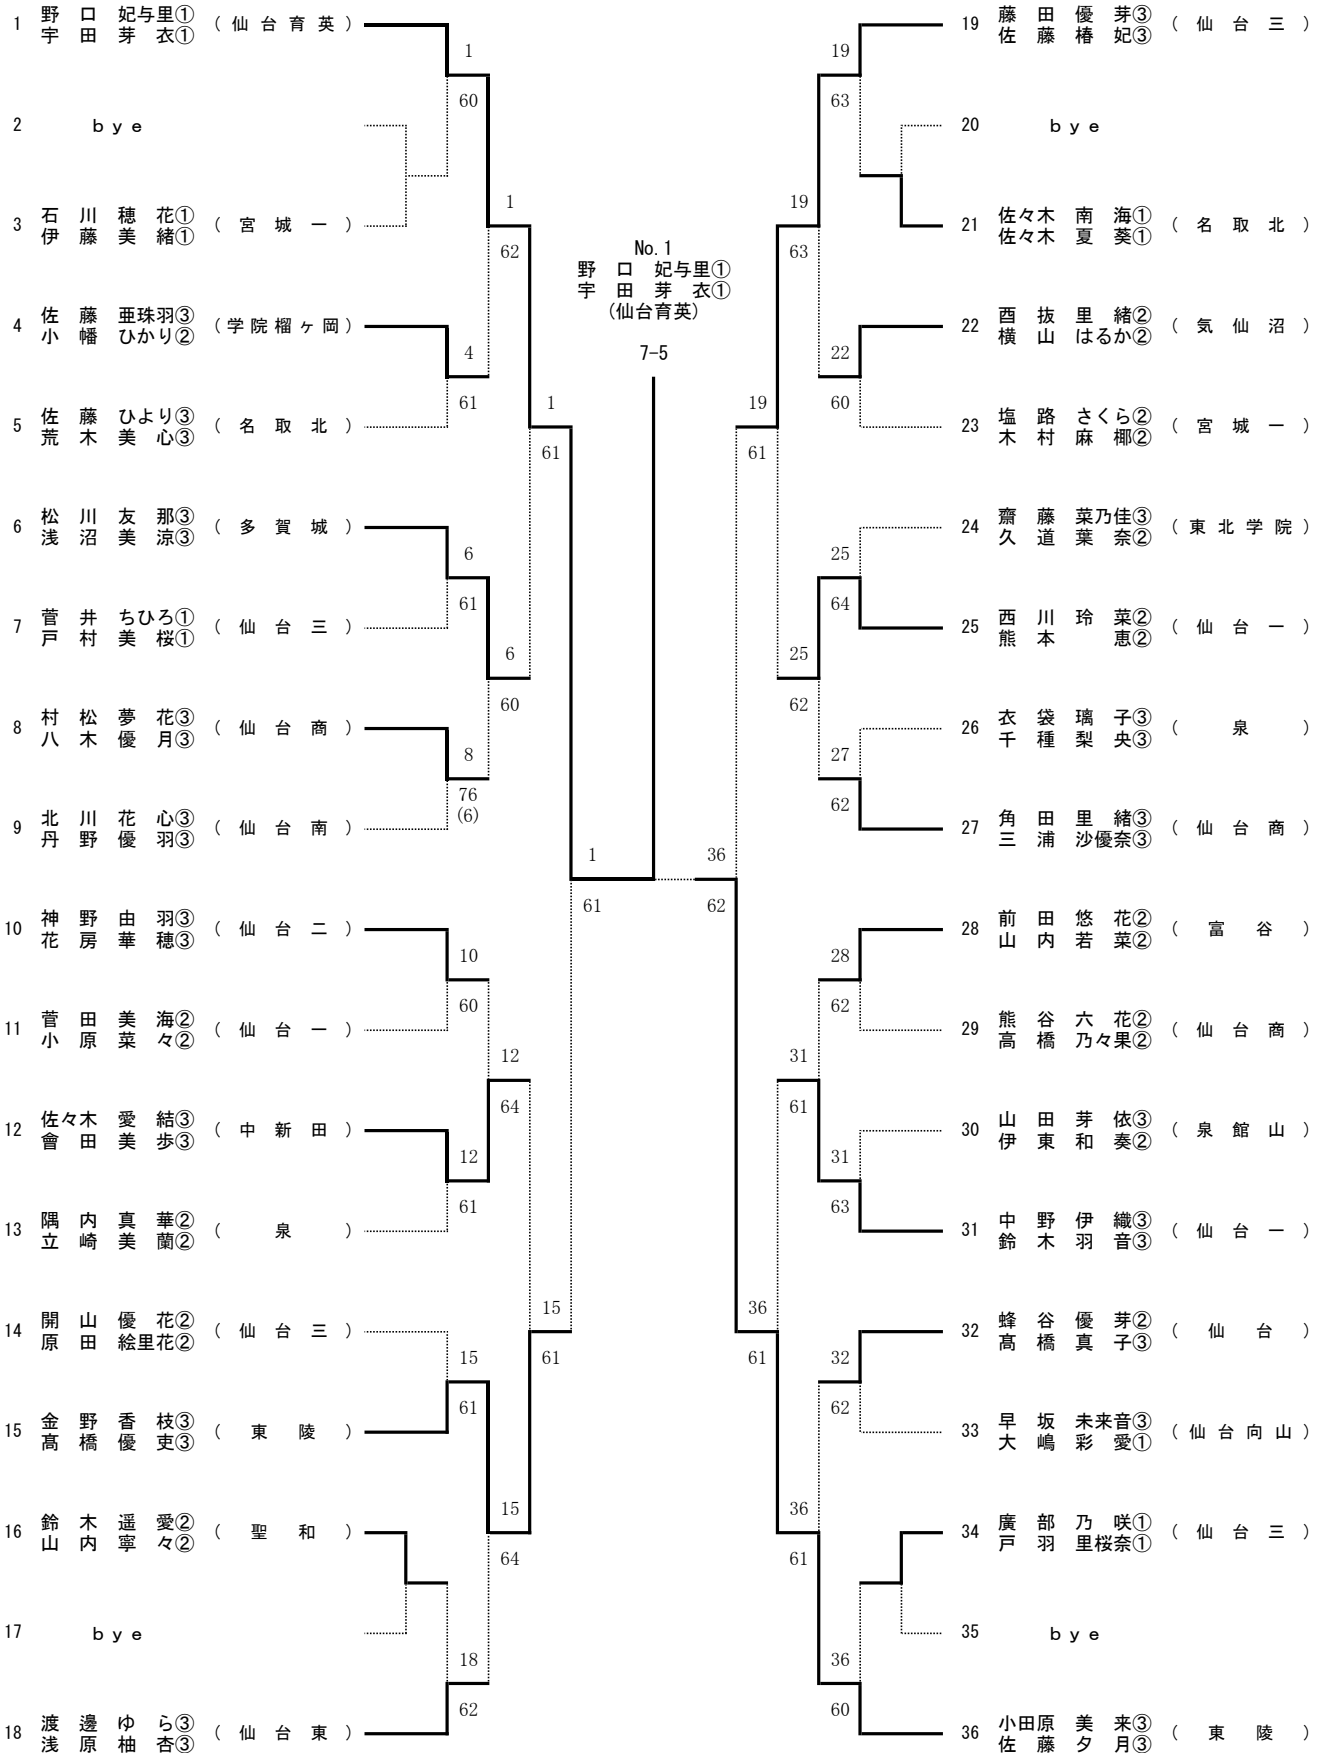 1 野口 妃与里① (仙台育英)
宇田 芽衣①
2 bye
3 石川 穂花① (宮城一)
伊藤 美緒①
4 佐藤 亜珠羽③ (学院榴ヶ岡)
小幡 ひかり②
5 佐藤 ひより③ (名取北)
荒木 美心③
6 松川 友那③ (多賀城)
浅沼 美涼③
7 菅井 ちひろ① (仙台三)
戸村 美桜①
8 村松 夢花③ (仙台商)
八木 優月③
9 北川 花心③ (仙台南)
丹野 優羽③
10 神野 由羽③ (仙台二)
花房 華穂③
11 菅田 美海② (仙台一)
小原 菜々②
12 佐々木 愛結③ (中新田)
會田 美歩③
13 隅内 真華② (泉)
立崎 美蘭②
14 開山 優花② (仙台三)
原田 絵里花②
15 金野 香枝③ (東陵)
髙橋 優吏③
16 鈴木 遥愛② (聖和)
山内 寧々②
17 bye
18 渡邊 ゆら③ (仙台東)
浅原 柚杏③
1
60
4
61
6
61
8
76
(6)
10
60
12
61
15
61
18
62
1
62
6
60
12
64
15
64
1
61
15
61
1
61
No.1
野口 妃与里①
宇田 芽衣①
(仙台育英)
7-5
36
62
19
61
36
61
19
63
25
62
31
61
36
61
19
63
22
60
25
64
27
62
28
62
31
63
32
62
36
60
19 藤田 優芽③ (仙台三)
佐藤 椿妃③
20 bye
21 佐々木 南海① (名取北)
佐々木 夏葵①
22 酉抜 里緒② (気仙沼)
横山 はるか②
23 塩路 さくら② (宮城一)
木村 麻椰②
24 齋藤 菜乃佳③ (東北学院)
久道 葉奈②
25 西川 玲菜② (仙台一)
熊本 恵②
26 衣袋 璃子③ (泉)
千種 梨央③
27 角田 里緒③ (仙台商)
三浦 沙優奈③
28 前田 悠花② (富谷)
山内 若菜②
29 熊谷 六花② (仙台商)
高橋 乃々果②
30 山田 芽依③ (泉館山)
伊東 和奏②
31 中野 伊織③ (仙台一)
鈴木 羽音③
32 蜂谷 優芽② (仙台)
髙橋 真子③
33 早坂 未来音③ (仙台向山)
大嶋 彩愛①
34 廣部 乃咲① (仙台三)
戸羽 里桜奈①
35 bye
36 小田原 美来③ (東陵)
佐藤 夕月③